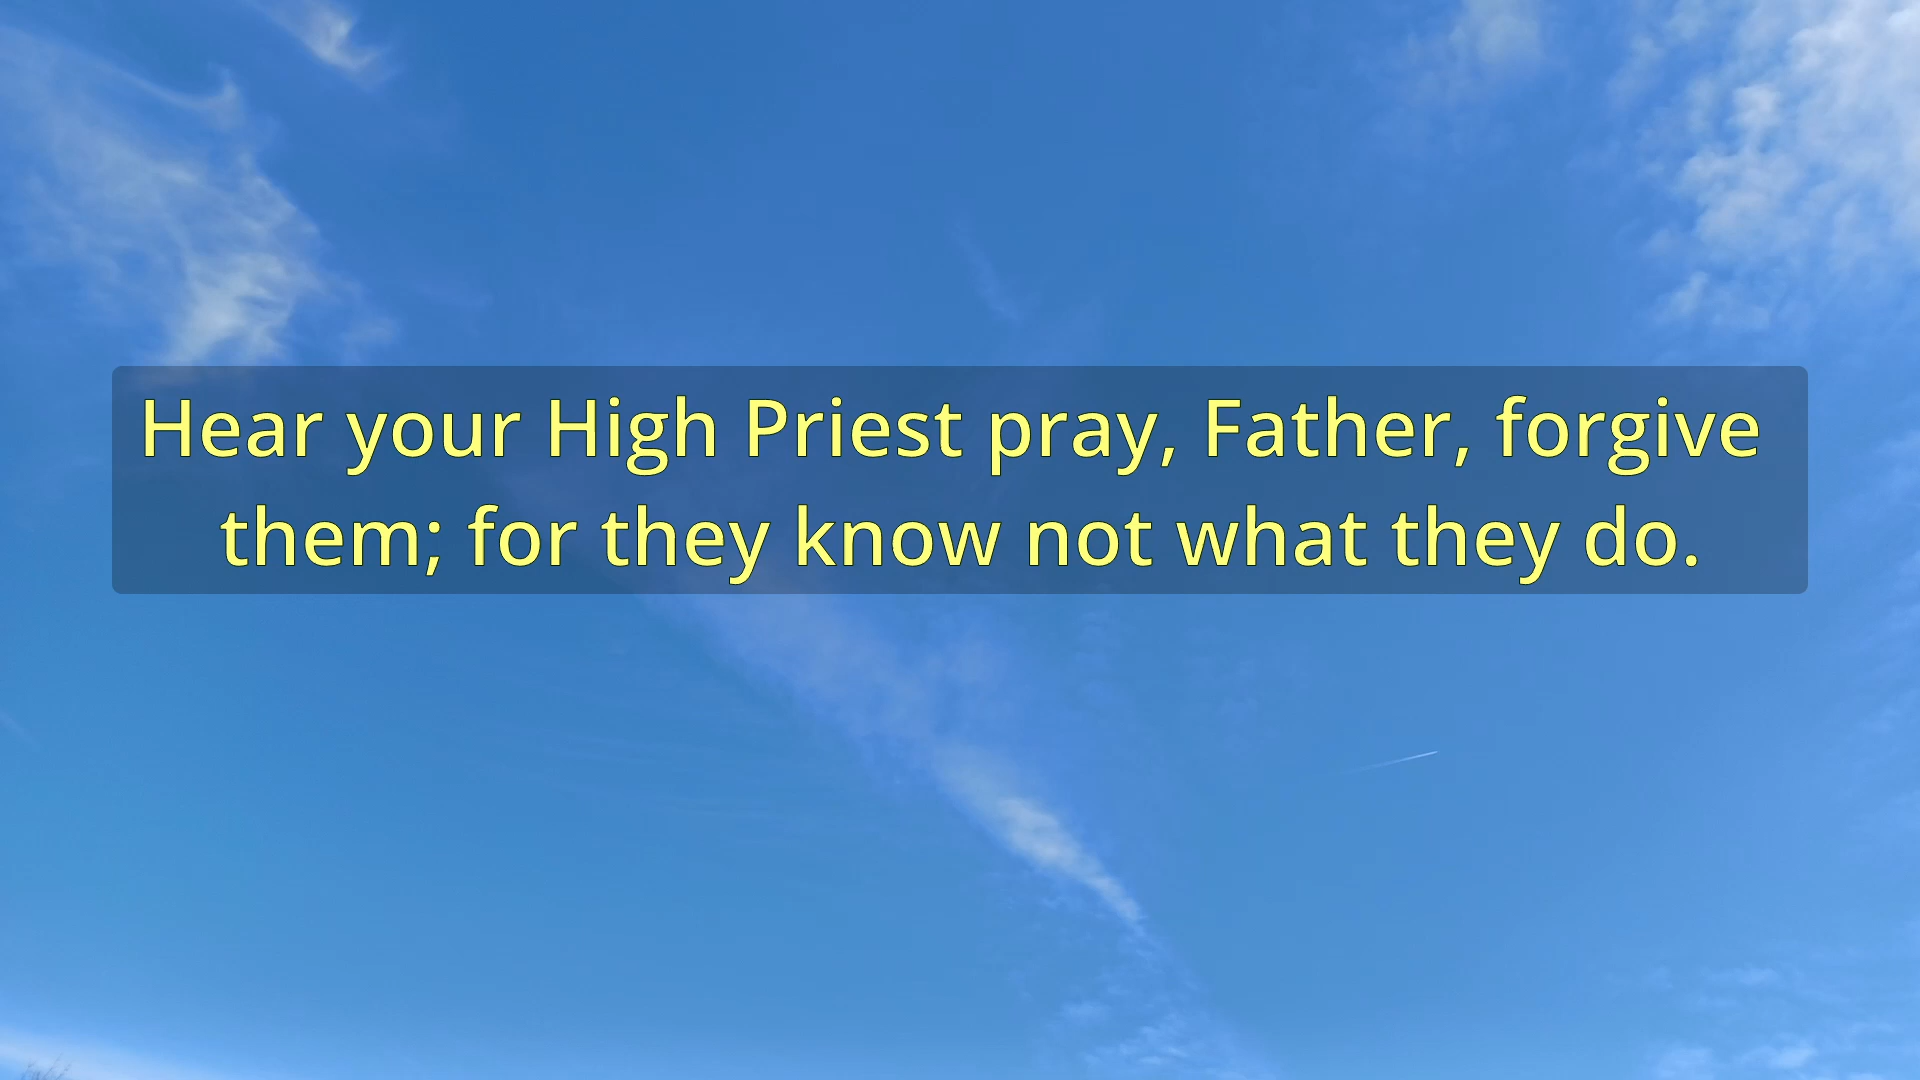 Hear your High Priest pray, Father, forgive
them; for they know not what they do.